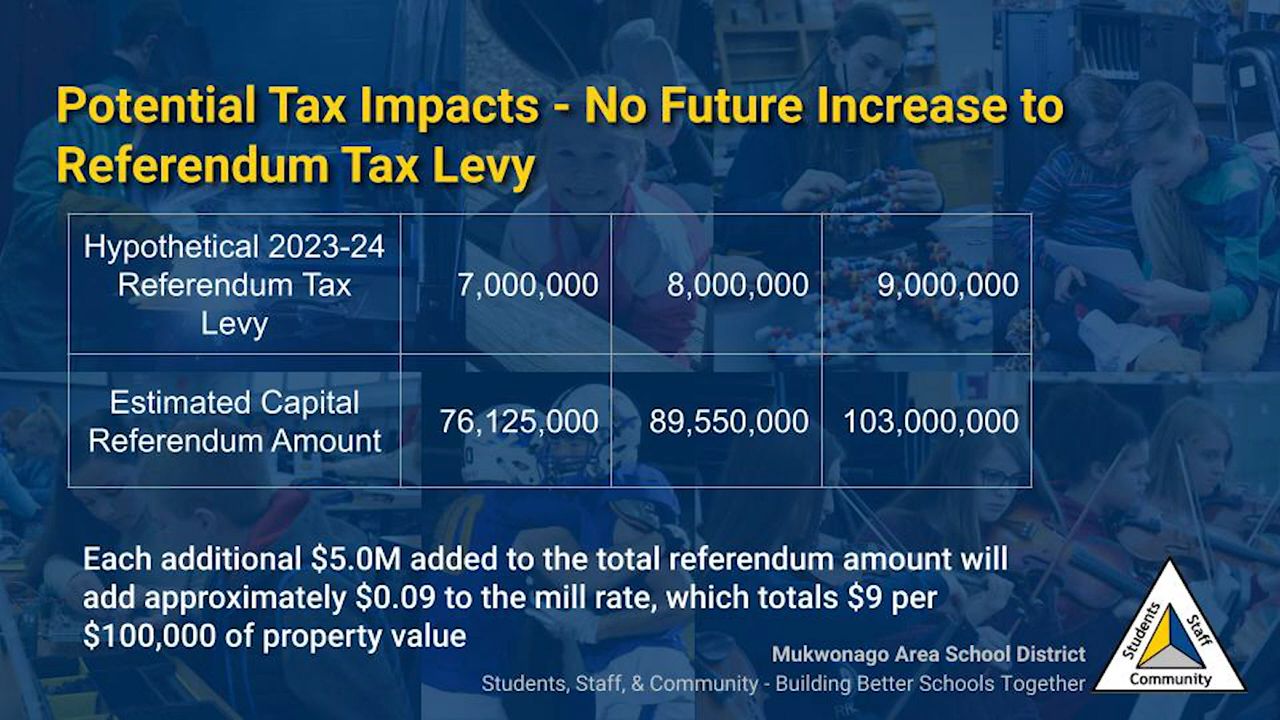 Potential Tax Impacts - No Future Increase to
Referendum Tax Levy
Hypothetical 2023-24
Referendum Tax
Levy
7,000,000
8,000,000
9,000,000
Estimated Capital
Referendum Amount
76,125,000
89,550,000
103,000,000
Each additional $5.0M added to the total referendum amount will
add approximately $0.09 to the mill rate, which totals $9 per
$100,000 of property value
Mukwonago Area School District
Students, Staff, & Community - Building Better Schools Together
Students
Staff
Community